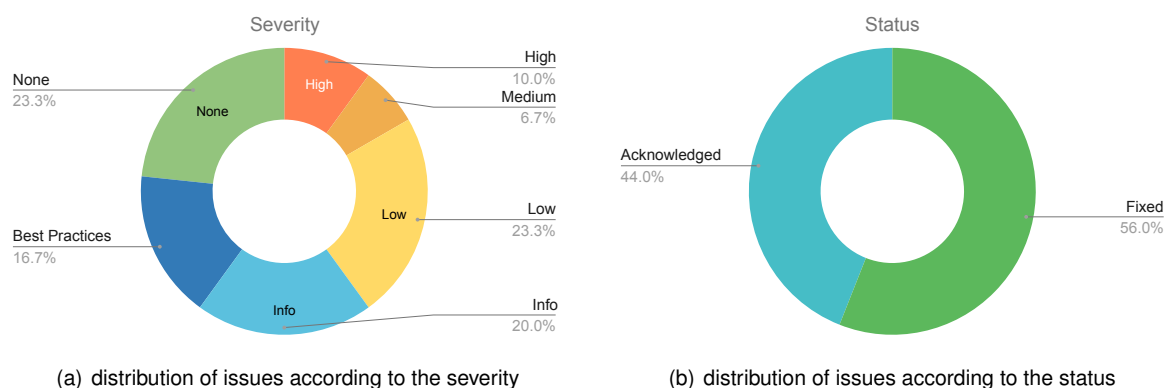 Severity
High
10.0%
Medium
6.7%
Low
23.3%
Info
20.0%
Best Practices
16.7%
None
23.3%
High
Low
Info
None
(a) distribution of issues according to the severity
Status
Acknowledged
44.0%
Fixed
56.0%
(b) distribution of issues according to the status